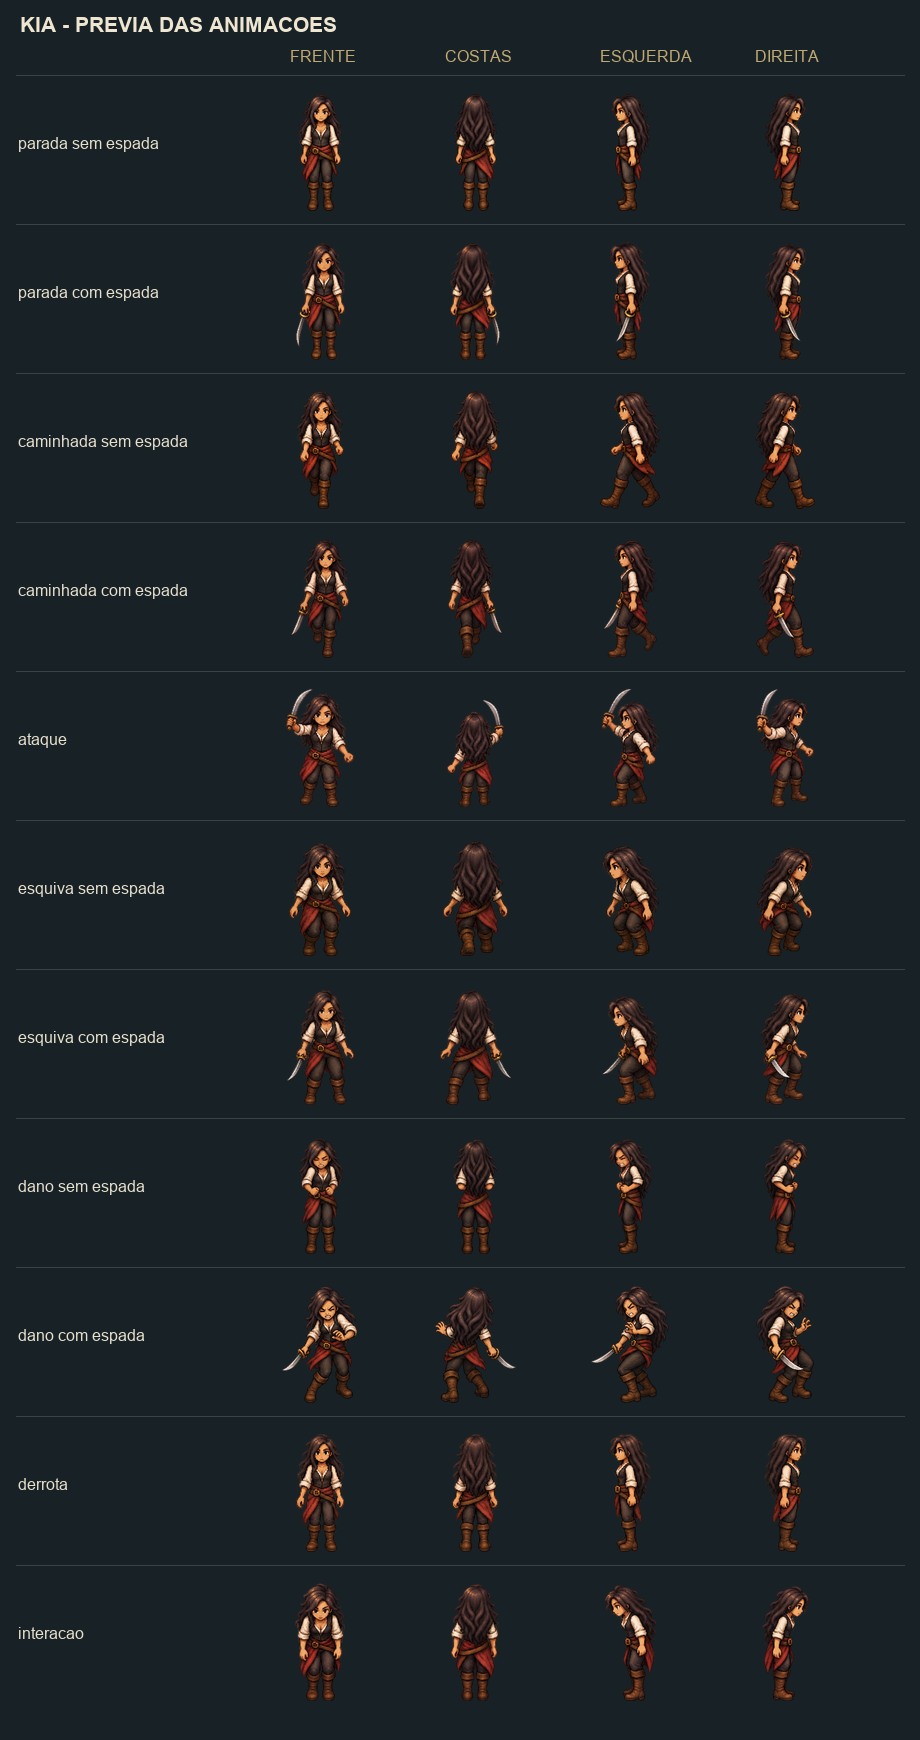 KIA - PREVIA DAS ANIMACOES
FRENTE COSTAS ESQUERDA DIREITA
parada sem espada
parada com espada
caminhada sem espada
caminhada com espada
ataque
esquiva sem espada
esquiva com espada
dano sem espada
dano com espada
derrota
interacao